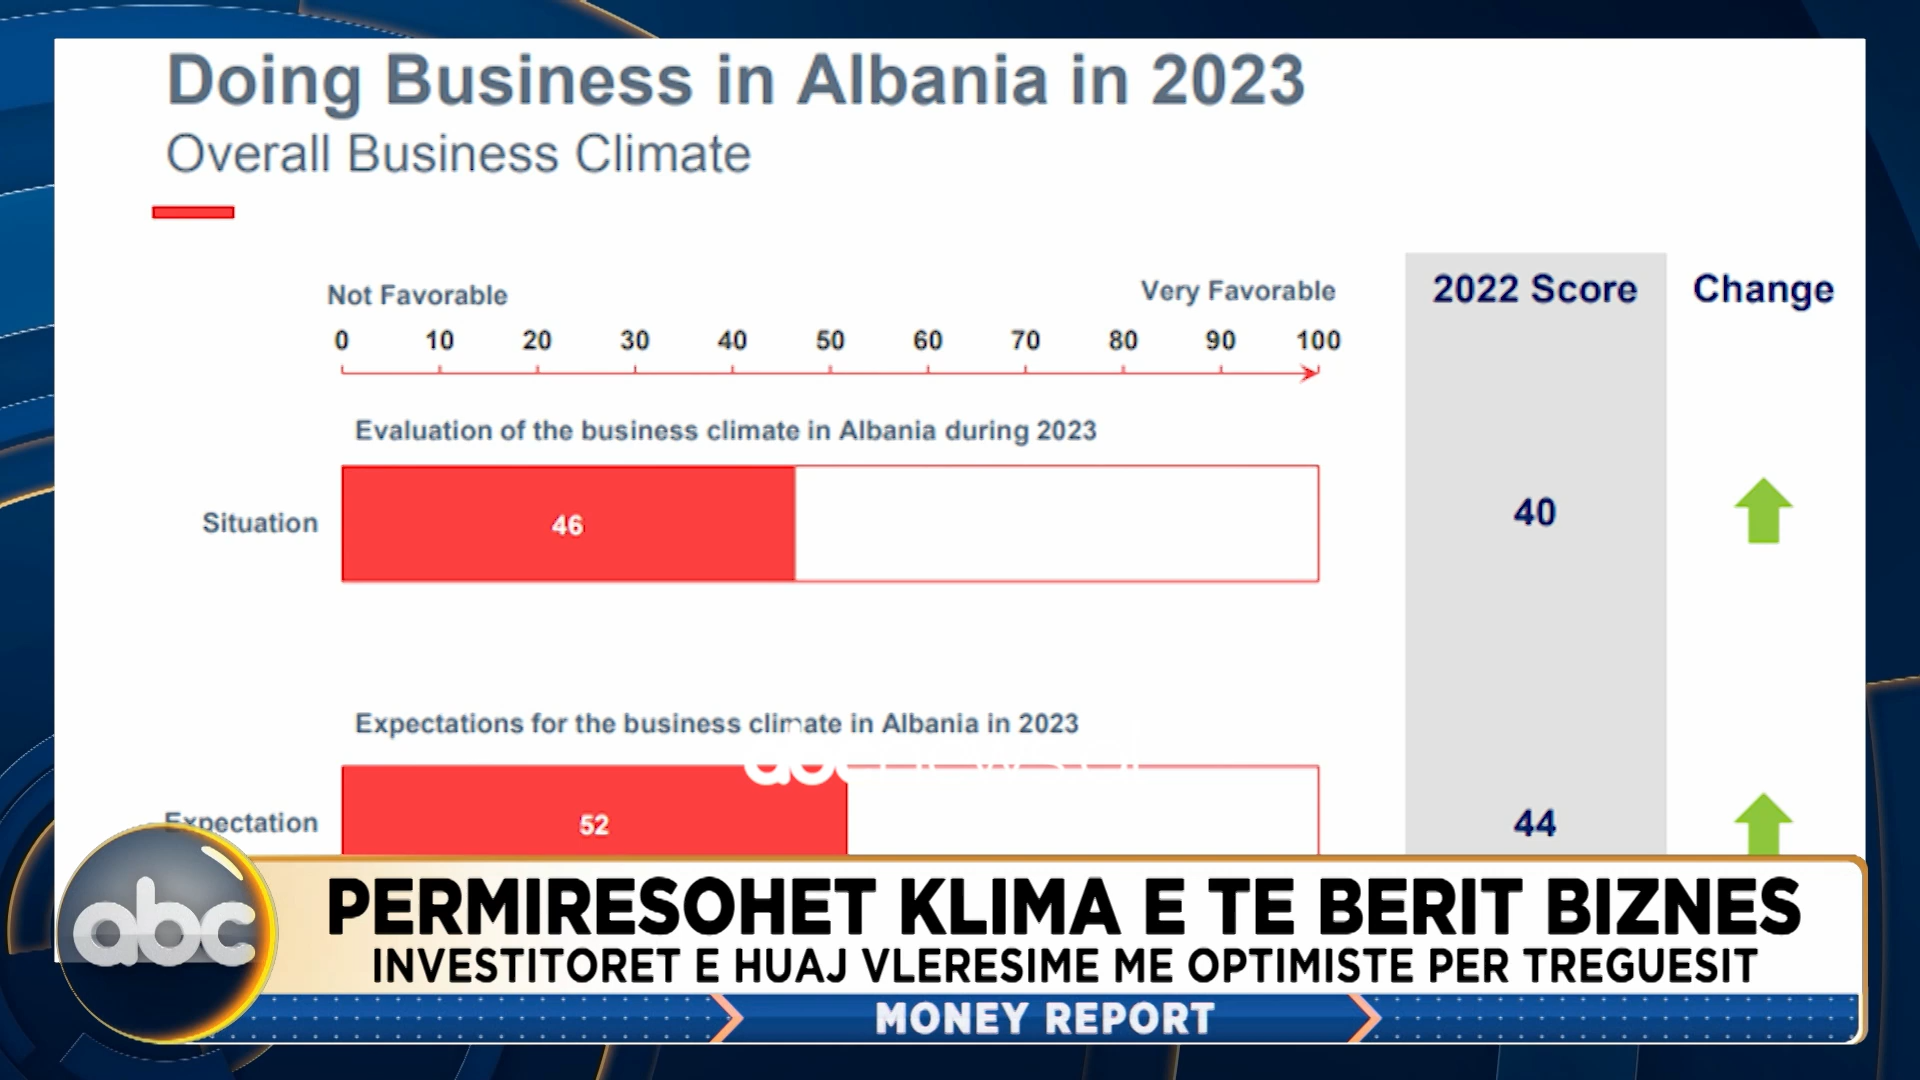 Doing Business in Albania in 2023
Overall Business Climate
Not Favorable
Very Favorable
2022 Score
Change
0 10 20 30 40 50 60 70 80 90 100
Evaluation of the business climate in Albania during 2023
Situation
46
40
Expectations for the business climate in Albania in 2023
Expectation
52
44
abc
PERMIRESOHET KLIMA E TE BERIT BIZNES
INVESTITORET E HUAJ VLERESIME ME OPTIMISTE PER TREGUESIT
MONEY REPORT